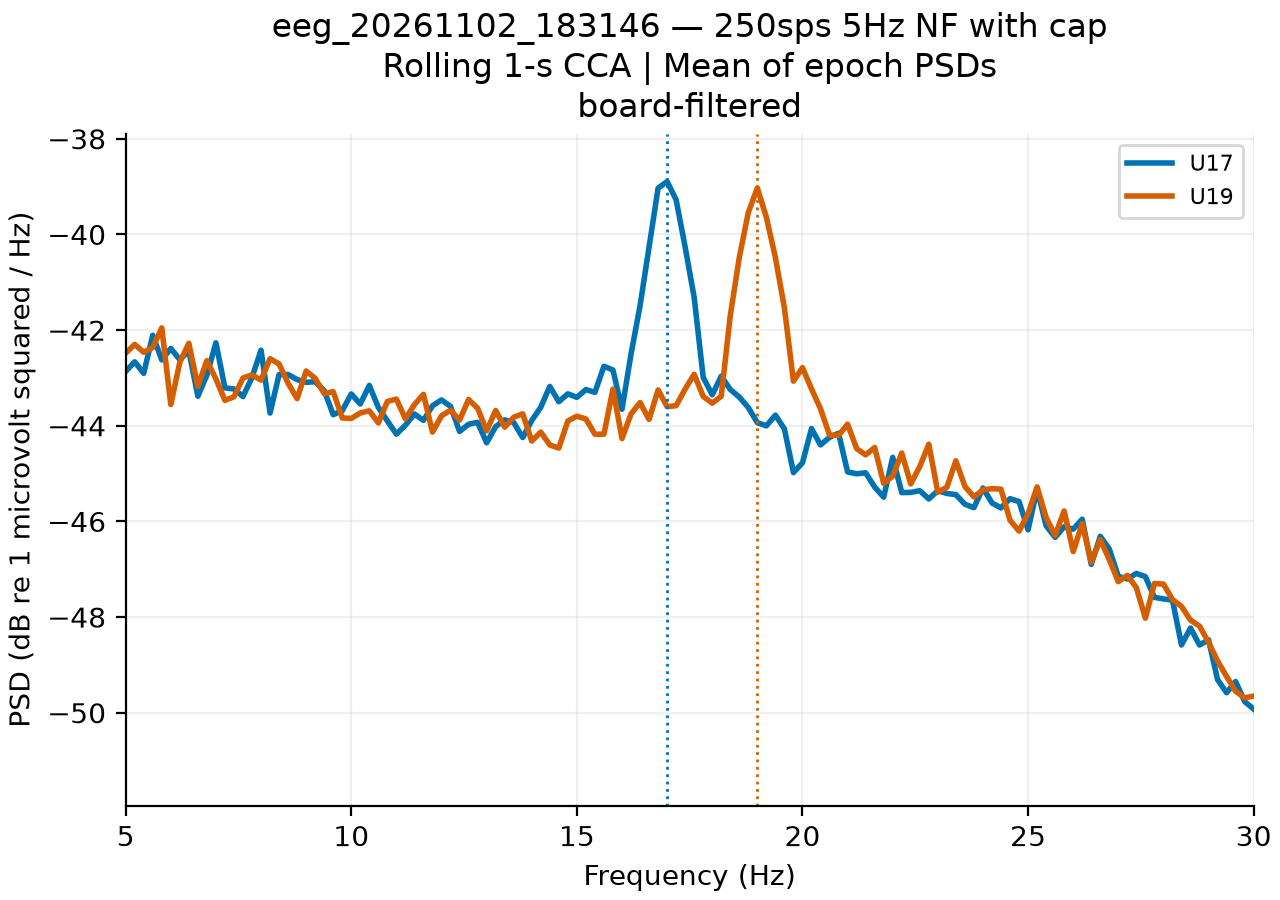 eeg_20261102_183146 — 250sps 5Hz NF with cap
Rolling 1-s CCA | Mean of epoch PSDs
board-filtered
−38
−40
−42
−44
−46
−48
−50
PSD (dB re 1 microvolt squared / Hz)
U17
U19
5
10
15
20
25
30
Frequency (Hz)